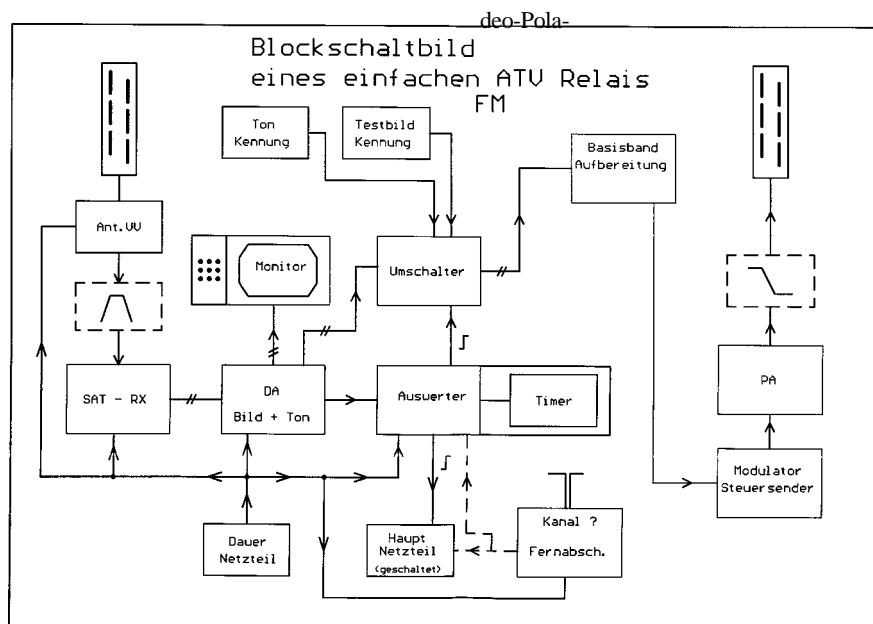 deo-Pola-
Blockschaltbild
eines einfachen ATV Relais
FM
Ton
Kennung
Testbild
Kennung
Basisband
Aufbereitung
Ant.VV
Monitor
Umschalter
SAT - RX
DA
Bild + Ton
Auswerter
Timer
PA
Modulator
Steuersender
Dauer
Netzteil
Haupt
Netzteil
(geschaltet)
Kanal ?
Fernabsch.